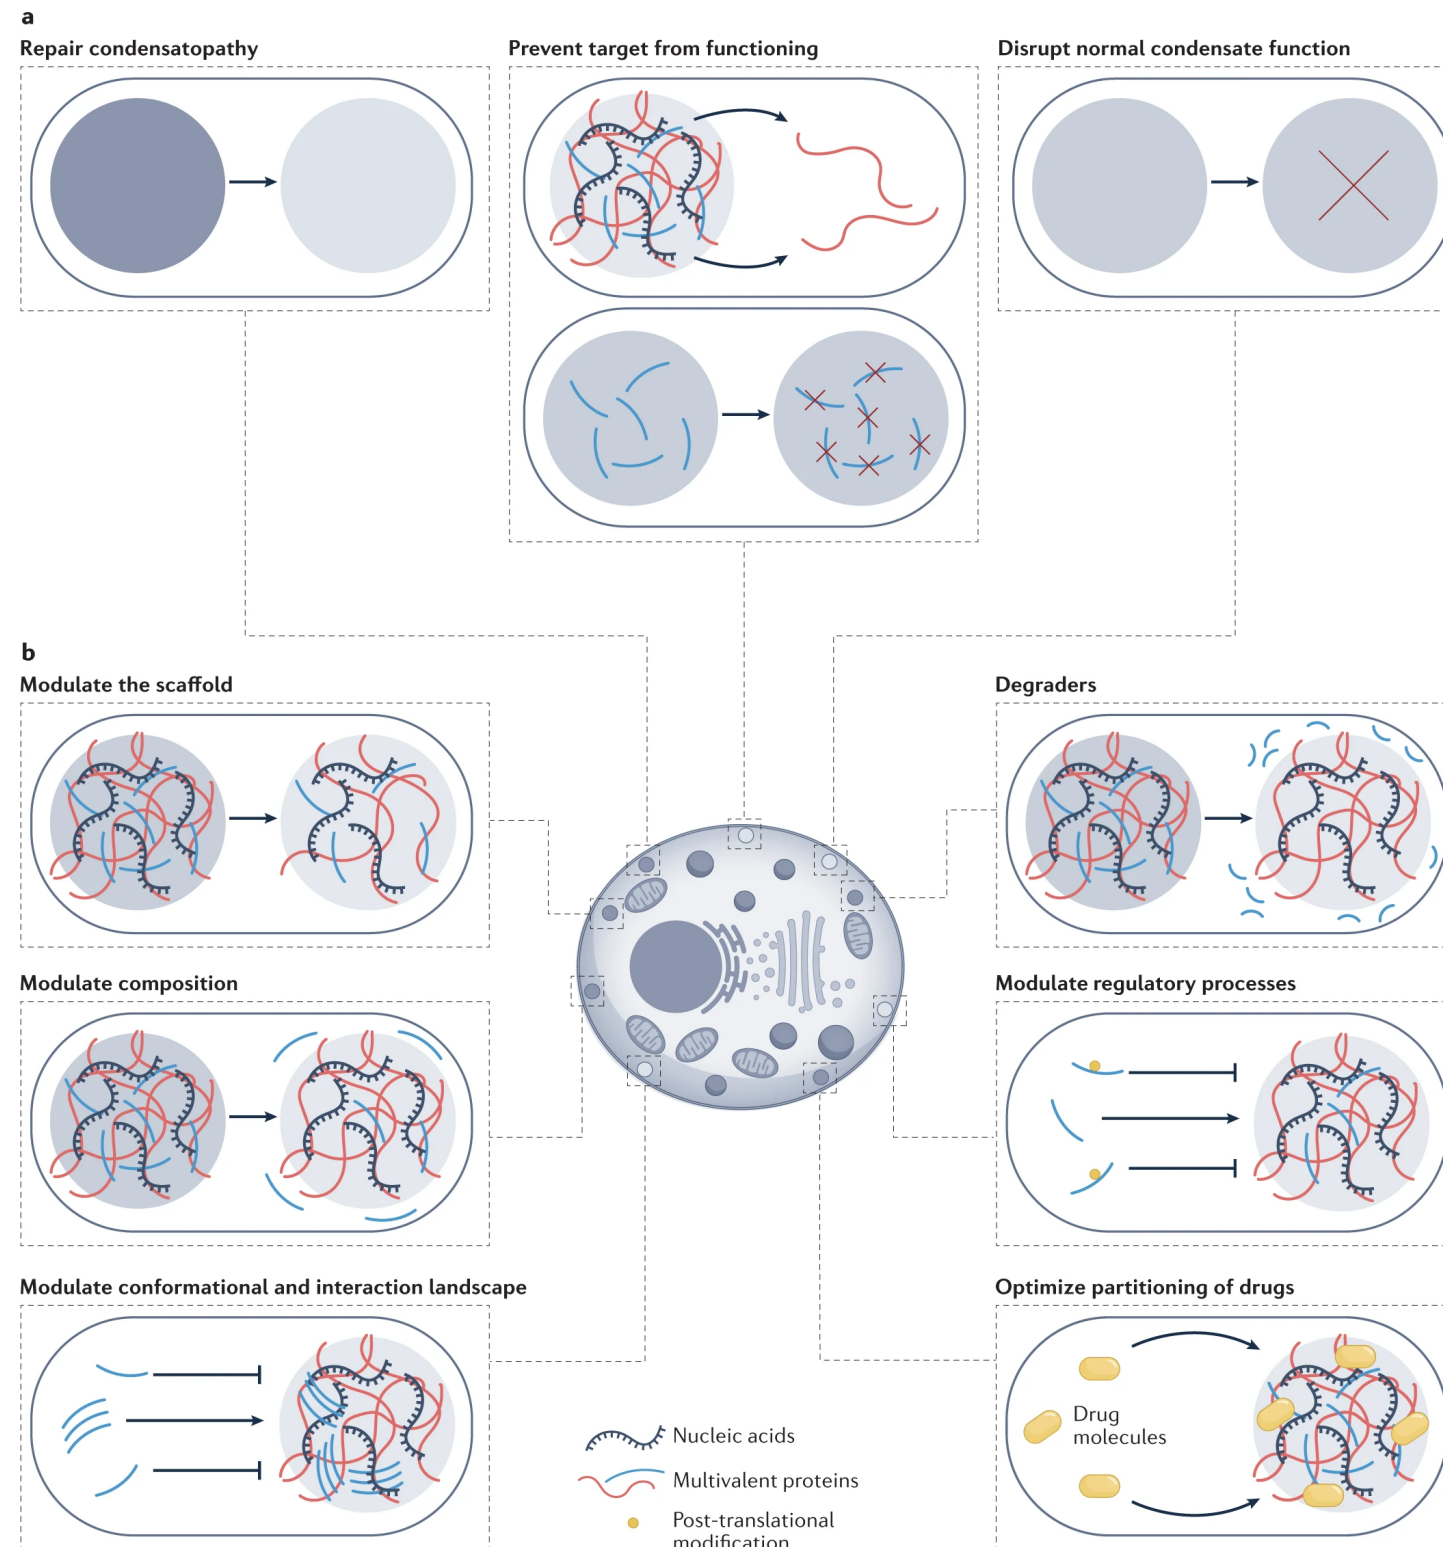 a
Repair condensatopathy
Prevent target from functioning
Disrupt normal condensate function
b
Modulate the scaffold
Degraders
Modulate composition
Modulate regulatory processes
Modulate conformational and interaction landscape
Optimize partitioning of drugs
Drug
molecules
Nucleic acids
Multivalent proteins
Post-translational
modification